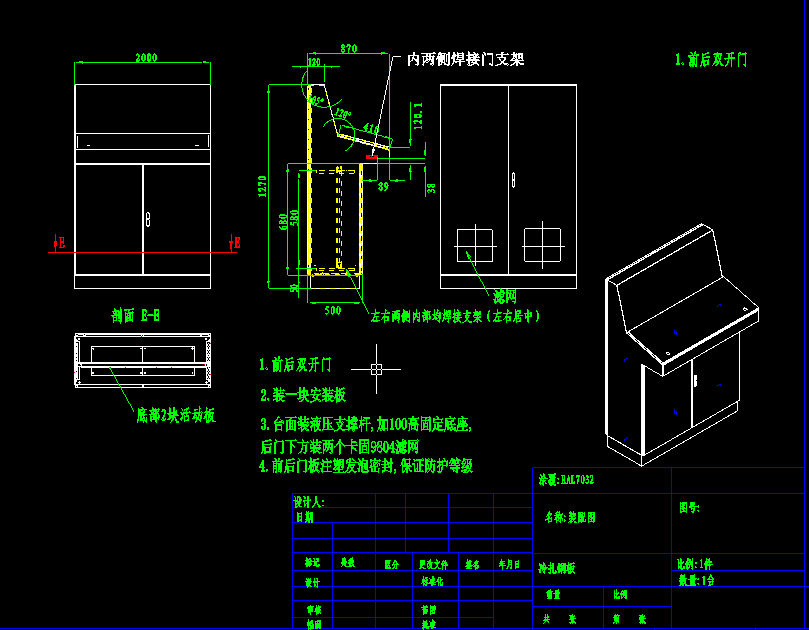 2000
870
120
内两侧焊接门支架
1.前后双开门
105°
120°
410
120.1
1270
89
38
680
580
50
500
E
E
滤网
左右两侧内部均焊接支架(左右居中)
剖面 E-E
底部2块活动板
1.前后双开门
2.装一块安装板
3.台面装液压支撑杆,加100高固定底座,
后门下方装两个卡固9804滤网
4.前后门板注塑发泡密封,保证防护等级
涂覆:RAL7032
设计人:
日期
名称:装配图
图号:
标记
处数
区分
更改文件
签名
年月日
冷扎钢板
比例:1件
设计
标准化
数量:1台
重量
比例
审核
批准
共 张
第 张